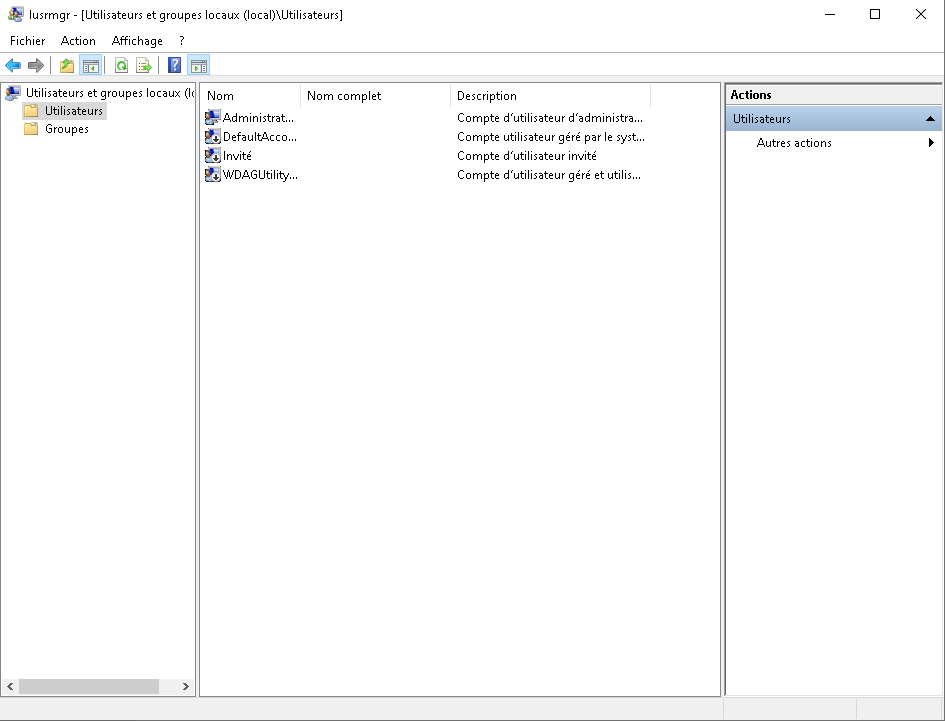 lusrmgr - [Utilisateurs et groupes locaux (local)\Utilisateurs]
Fichier Action Affichage ?
Utilisateurs et groupes locaux (lo
Utilisateurs
Groupes
Nom Nom complet Description
Administrat... Compte d'utilisateur d'administra...
DefaultAcco... Compte utilisateur géré par le syst...
Invité Compte d'utilisateur invité
WDAGUtility... Compte d'utilisateur géré et utilis...
Actions
Utilisateurs
Autres actions